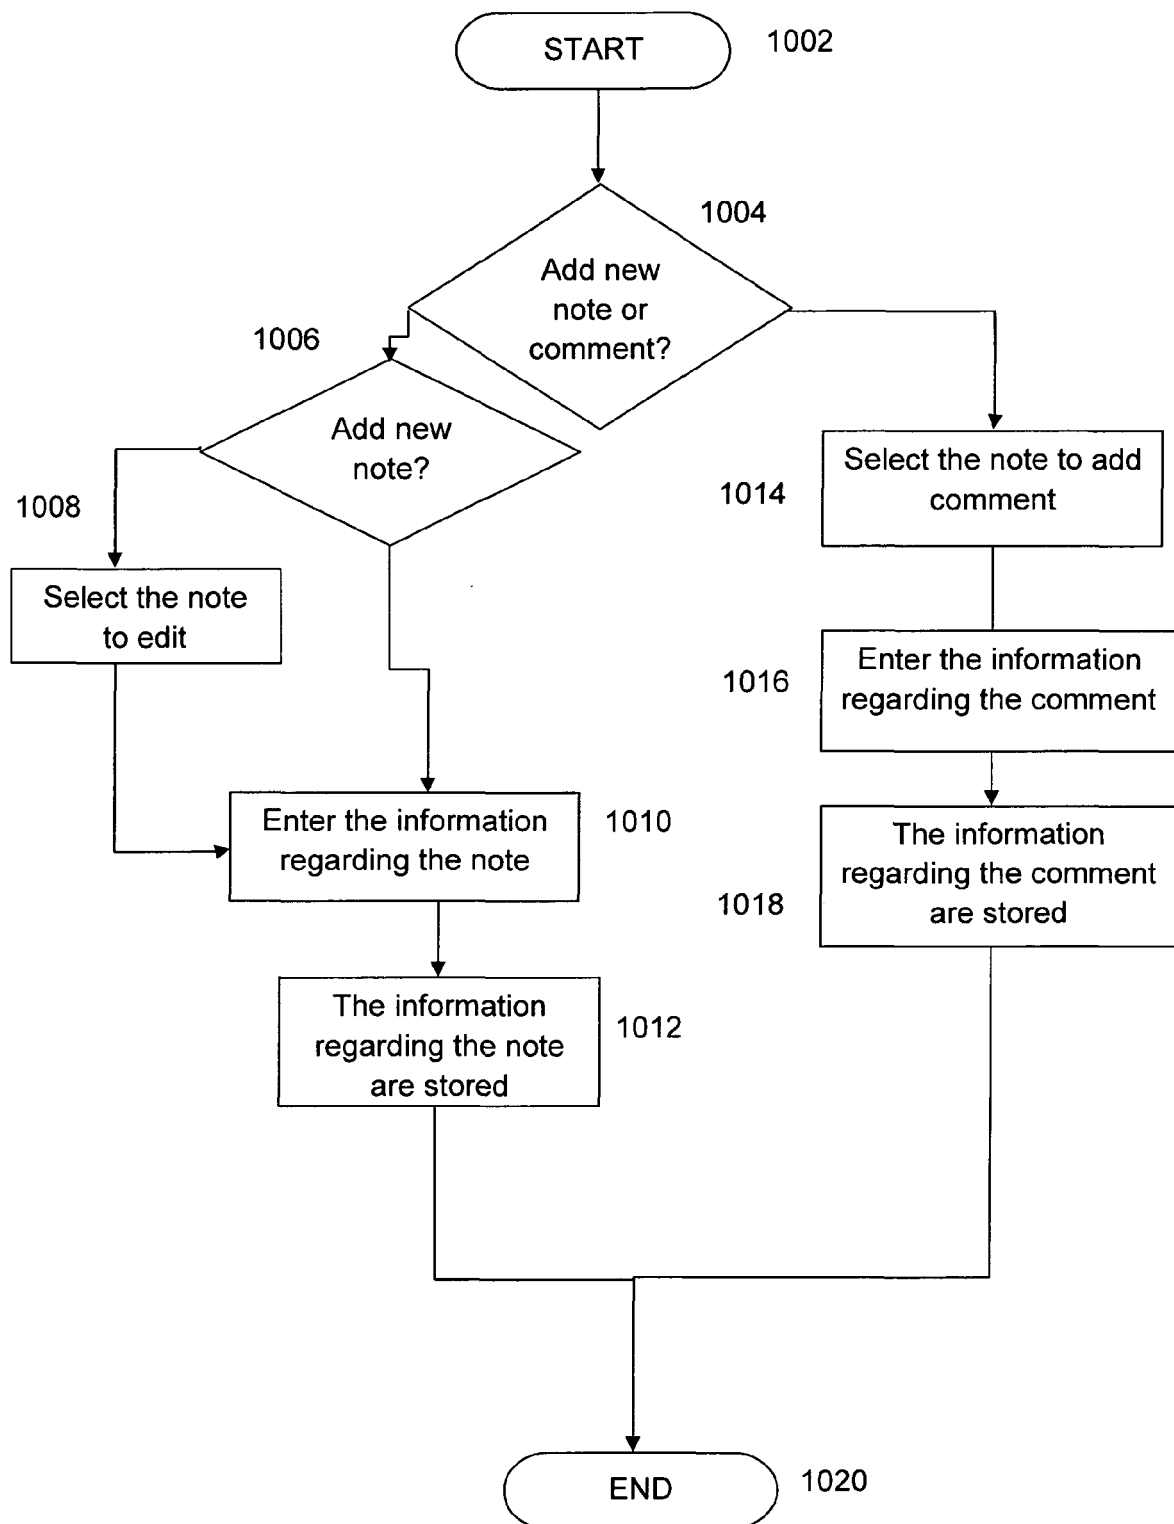 START
1002
1004
Add new
note or
comment?
1006
Add new
note?
1008
Select the note
to edit
Select the note to add
comment
1014
Enter the information
regarding the comment
1016
Enter the information
regarding the note
1010
The information
regarding the comment
are stored
1018
The information
regarding the note
are stored
1012
END
1020